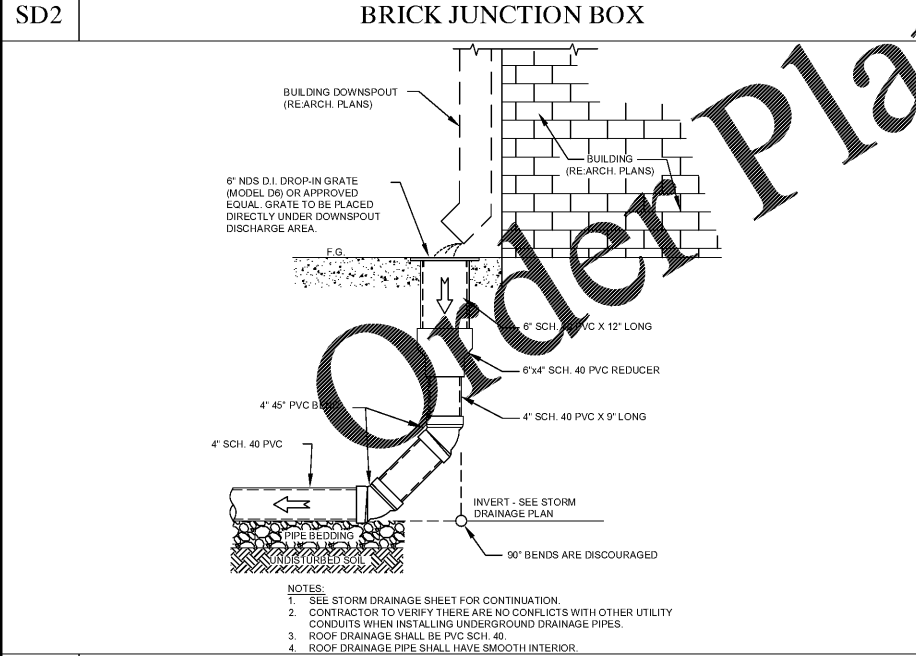 SD2
BRICK JUNCTION BOX
BUILDING DOWNSPOUT
(RE:ARCH. PLANS)
BUILDING
(RE:ARCH. PLANS)
6" NDS D.I. DROP-IN GRATE
(MODEL D6) OR APPROVED
EQUAL. GRATE TO BE PLACED
DIRECTLY UNDER DOWNSPOUT
DISCHARGE AREA.
F.G.
6" SCH. 40 PVC X 12" LONG
6"x4" SCH. 40 PVC REDUCER
4" SCH. 40 PVC X 9" LONG
4" 45° PVC BEND
4" SCH. 40 PVC
INVERT - SEE STORM
DRAINAGE PLAN
90° BENDS ARE DISCOURAGED
PIPE BEDDING
UNDISTURBED SOIL
NOTES:
1. SEE STORM DRAINAGE SHEET FOR CONTINUATION.
2. CONTRACTOR TO VERIFY THERE ARE NO CONFLICTS WITH OTHER UTILITY
CONDUITS WHEN INSTALLING UNDERGROUND DRAINAGE PIPES.
3. ROOF DRAINAGE SHALL BE PVC SCH. 40.
4. ROOF DRAINAGE PIPE SHALL HAVE SMOOTH INTERIOR.
Order Pla